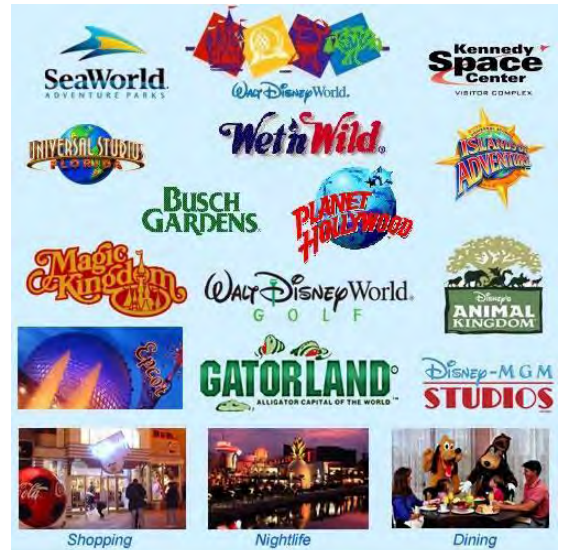 SeaWorld
ADVENTURE PARKS
Walt Disney World.
Kennedy
Space
Center
VISITOR COMPLEX
UNIVERSAL STUDIOS
FLORIDA
Wet'n Wild
ISLANDS OF
ADVENTURE
BUSCH
GARDENS
PLANET
HOLLYWOOD
Magic
Kingdom
Walt Disney World
GOLF
Disney's
ANIMAL
KINGDOM
Epcot
GATORLAND
ALLIGATOR CAPITAL OF THE WORLD™
Disney-MGM
STUDIOS
Shopping
Nightlife
Dining